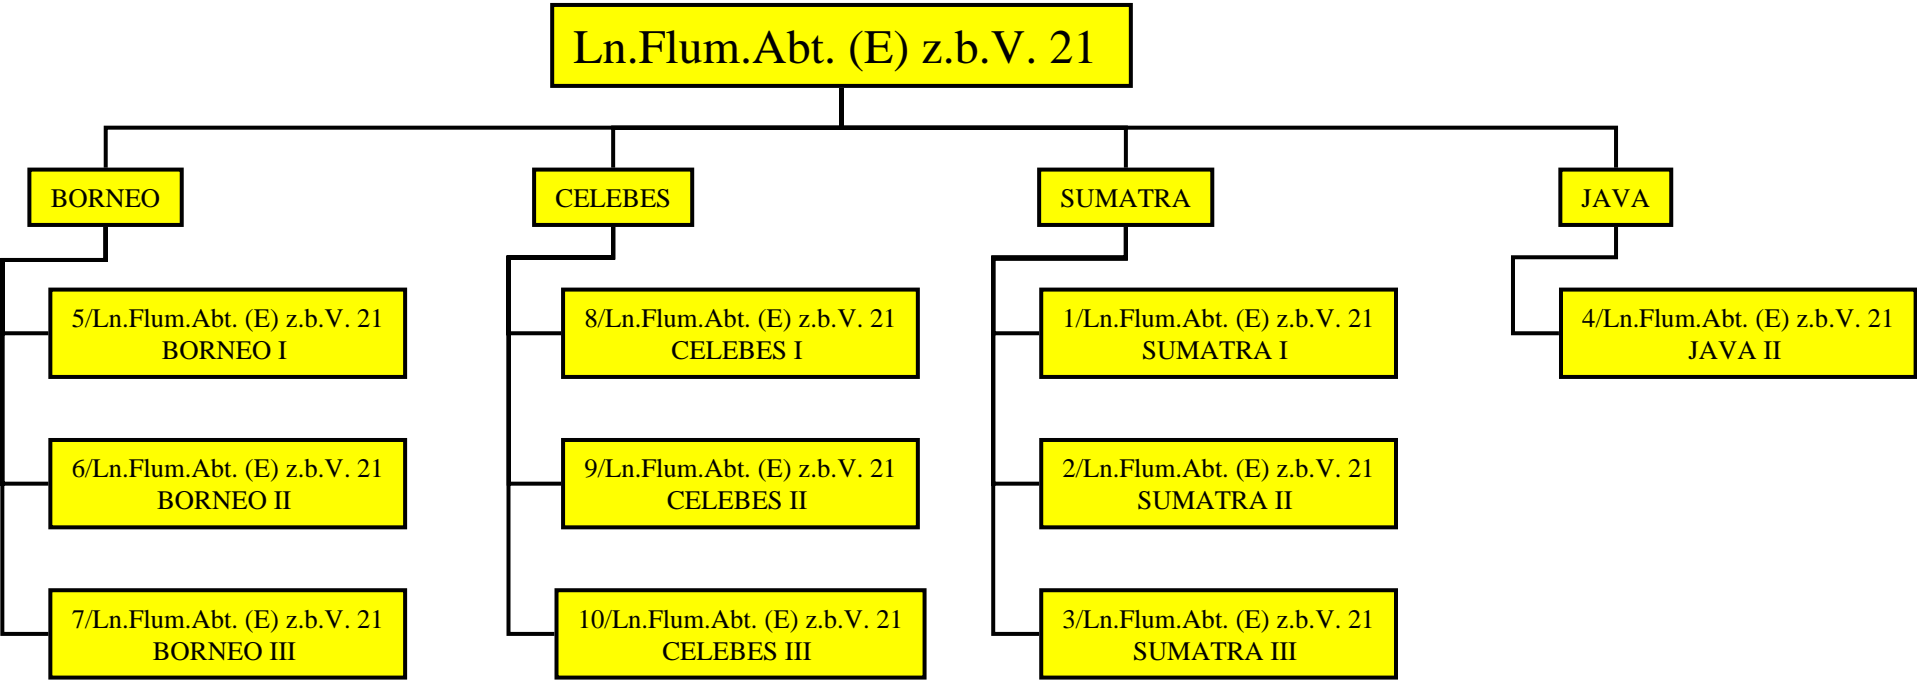 Ln.Flum.Abt. (E) z.b.V. 21
BORNEO
CELEBES
SUMATRA
JAVA
5/Ln.Flum.Abt. (E) z.b.V. 21
BORNEO I
8/Ln.Flum.Abt. (E) z.b.V. 21
CELEBES I
1/Ln.Flum.Abt. (E) z.b.V. 21
SUMATRA I
4/Ln.Flum.Abt. (E) z.b.V. 21
JAVA II
6/Ln.Flum.Abt. (E) z.b.V. 21
BORNEO II
9/Ln.Flum.Abt. (E) z.b.V. 21
CELEBES II
2/Ln.Flum.Abt. (E) z.b.V. 21
SUMATRA II
7/Ln.Flum.Abt. (E) z.b.V. 21
BORNEO III
10/Ln.Flum.Abt. (E) z.b.V. 21
CELEBES III
3/Ln.Flum.Abt. (E) z.b.V. 21
SUMATRA III